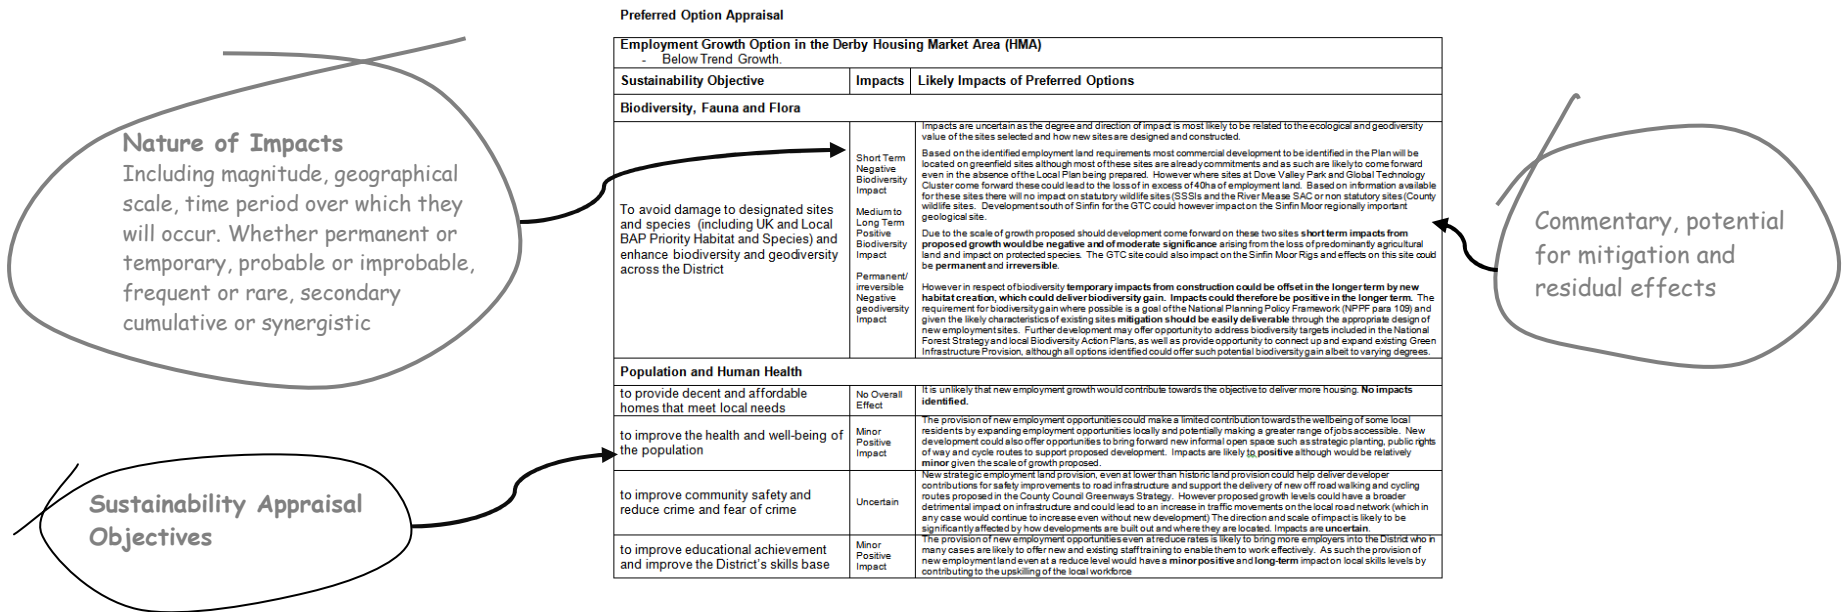 Preferred Option Appraisal
Employment Growth Option in the Derby Housing Market Area (HMA)
- Below Trend Growth.
Sustainability Objective
Impacts
Likely Impacts of Preferred Options
Biodiversity, Fauna and Flora
To avoid damage to designated sites
and species (including UK and Local
BAP Priority Habitat and Species) and
enhance biodiversity and geodiversity
across the District
Short Term
Negative
Biodiversity
Impact
Medium to
Long Term
Positive
Biodiversity
Impact
Permanent/
irreversible
Negative
geodiversity
Impact
Impacts are uncertain as the degree and direction of impact is most likely to be related to the ecological and geodiversity
value of the sites selected and how new sites are designed and constructed.
Based on the identified employment land requirements most commercial development to be identified in the Plan will be
located on greenfield sites although most of these sites are already commitments and as such are likely to come forward
even in the absence of the Local Plan being prepared. However where sites at Dove Valley Park and Global Technology
Cluster come forward these could lead to the loss of in excess of 40ha of employment land. Based on information available
for these sites there will no impact on statutory wildlife sites (SSSIs and the River Mease SAC or non statutory sites (County
wildlife sites. Development south of Sinfin for the GTC could however impact on the Sinfin Moor regionally important
geological site.
Due to the scale of growth proposed should development come forward on these two sites short term impacts from
proposed growth would be negative and of moderate significance arising from the loss of predominantly agricultural
land and impact on protected species. The GTC site could also impact on the Sinfin Moor Rigs and effects on this site could
be permanent and irreversible.
However in respect of biodiversity temporary impacts from construction could be offset in the longer term by new
habitat creation, which could deliver biodiversity gain. Impacts could therefore be positive in the longer term. The
requirement for biodiversity gain where possible is a goal of the National Planning Policy Framework (NPPF para 109) and
given the likely characteristics of existing sites mitigation should be easily deliverable through the appropriate design of
new employment sites. Further development may offer opportunity to address biodiversity targets included in the National
Forest Strategy and local Biodiversity Action Plans, as well as provide opportunity to connect up and expand existing Green
Infrastructure Provision, although all options identified could offer such potential biodiversity gain albeit to varying degrees.
Population and Human Health
to provide decent and affordable
homes that meet local needs
No Overall
Effect
It is unlikely that new employment growth would contribute towards the objective to deliver more housing. No impacts
identified.
to improve the health and well-being of
the population
Minor
Positive
Impact
The provision of new employment opportunities could make a limited contribution towards the wellbeing of some local
residents by expanding employment opportunities locally and potentially making a greater range of jobs accessible. New
development could also offer opportunities to bring forward new informal open space such as strategic planting, public rights
of way and cycle routes to support proposed development. Impacts are likely to positive although would be relatively
minor given the scale of growth proposed.
to improve community safety and
reduce crime and fear of crime
Uncertain
New strategic employment land provision, even at lower than historic land provision could help deliver developer
contributions for safety improvements to road infrastructure and support the delivery of new off road walking and cycling
routes proposed in the County Council Greenways Strategy. However proposed growth levels could have a broader
detrimental impact on infrastructure and could lead to an increase in traffic movements on the local road network (which in
any case would continue to increase even without new development) The direction and scale of impact is likely to be
significantly affected by how developments are built out and where they are located. Impacts are uncertain.
to improve educational achievement
and improve the District's skills base
Minor
Positive
Impact
The provision of new employment opportunities even at reduce rates is likely to bring more employers into the District who in
many cases are likely to offer new and existing staff training to enable them to work effectively. As such the provision of
new employment land even at a reduce level would have a minor positive and long-term impact on local skills levels by
contributing to the upskilling of the local workforce
Nature of Impacts
Including magnitude, geographical
scale, time period over which they
will occur. Whether permanent or
temporary, probable or improbable,
frequent or rare, secondary
cumulative or synergistic
Sustainability Appraisal
Objectives
Commentary, potential
for mitigation and
residual effects